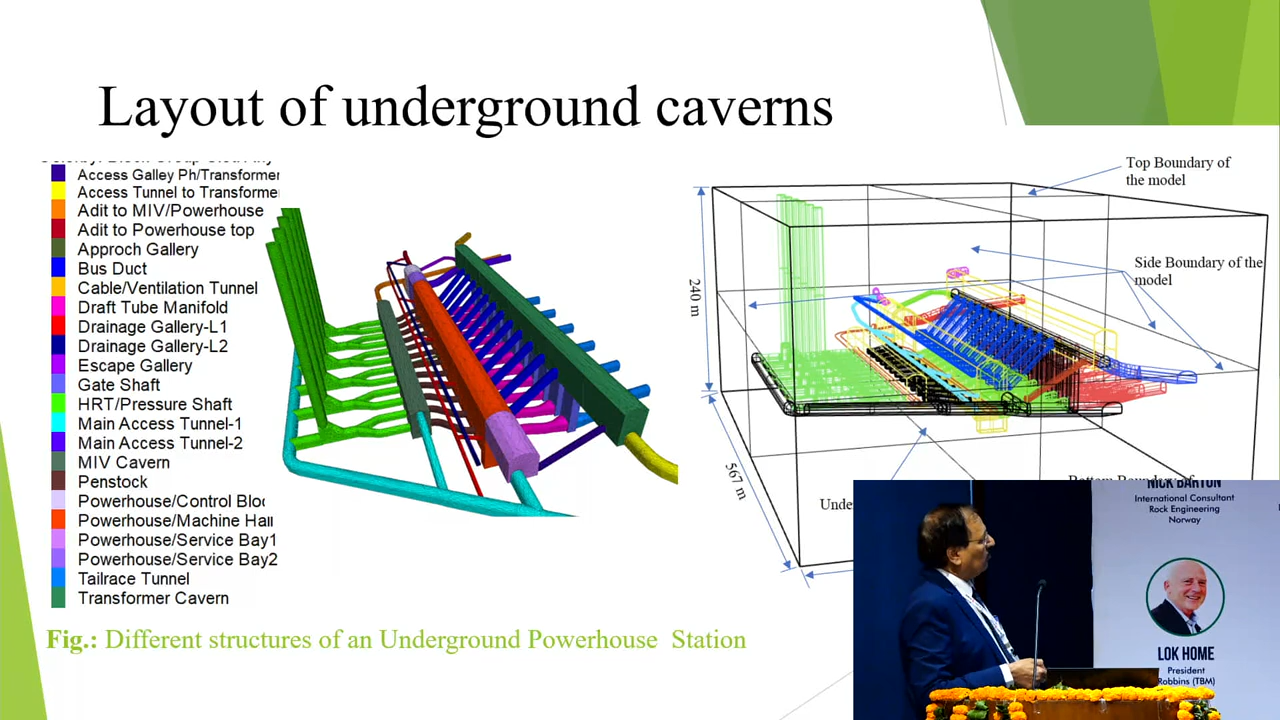 Layout of underground caverns
Access Galley Ph/Transformer
Access Tunnel to Transforme
Adit to MIV/Powerhouse
Adit to Powerhouse top
Approch Gallery
Bus Duct
Cable/Ventilation Tunnel
Draft Tube Manifold
Drainage Gallery-L1
Drainage Gallery-L2
Escape Gallery
Gate Shaft
HRT/Pressure Shaft
Main Access Tunnel-1
Main Access Tunnel-2
MIV Cavern
Penstock
Powerhouse/Control Bloc
Powerhouse/Machine Hall
Powerhouse/Service Bay1
Powerhouse/Service Bay2
Tailrace Tunnel
Transformer Cavern
Fig.: Different structures of an Underground Powerhouse Station
Top Boundary of
the model
Side Boundary of the
model
240 m
567 m
Unde
NICK BARTON
International Consultant
Rock Engineering
Norway
LOK HOME
President
Robbins (TBM)